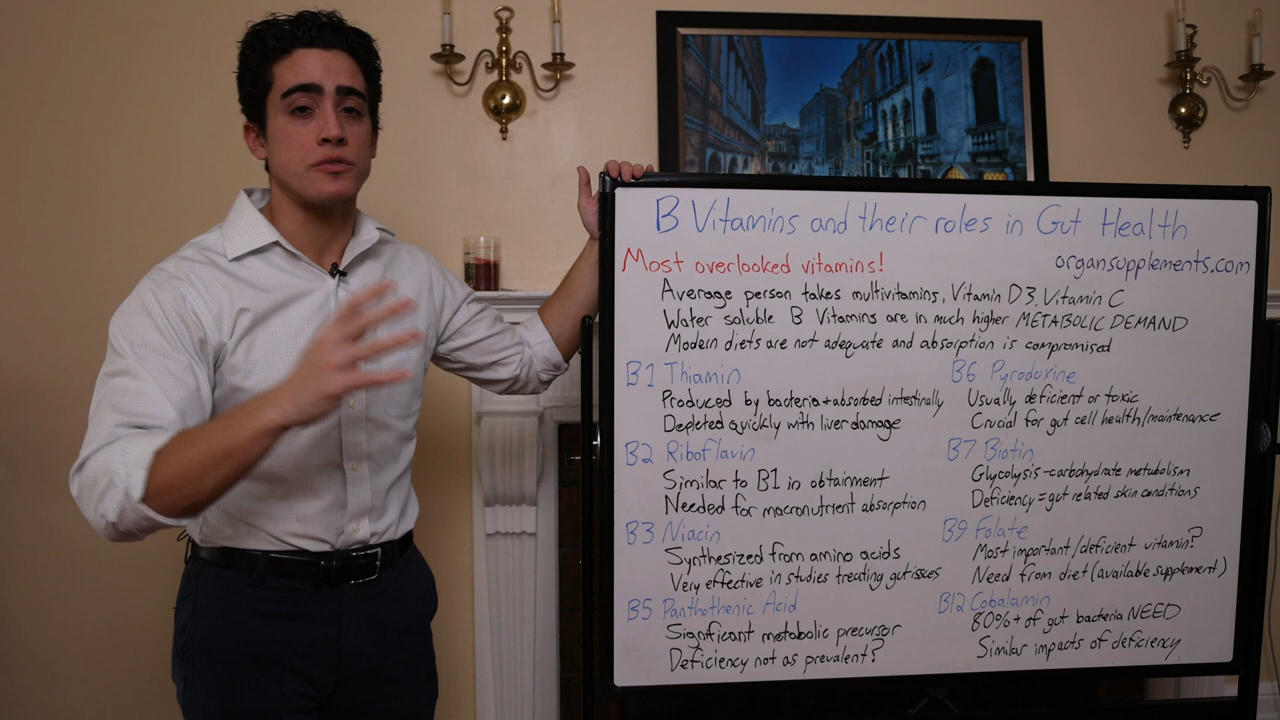 B Vitamins and their roles in Gut Health
Most overlooked vitamins!
organsupplements.com
Average person takes multivitamins, Vitamin D3, Vitamin C
Water soluble B Vitamins are in much higher METABOLIC DEMAND
Modern diets are not adequate and absorption is compromised
B1 Thiamin
Produced by bacteria + absorbed intestinally
Depleted quickly with liver damage
B2 Riboflavin
Similar to B1 in obtainment
Needed for macronutrient absorption
B3 Niacin
Synthesized from amino acids
Very effective in studies treating gut isses
B5 Panthothenic Acid
Significant metabolic precursor
Deficiency not as prevalent?
B6 Pyrodoxine
Usually deficient or toxic
Crucial for gut cell health/maintenance
B7 Biotin
Glycolysis - carbohydrate metabolism
Deficiency = gut related skin conditions
B9 Folate
Most important/deficient vitamin?
Need from diet (available supplement)
B12 Cobalamin
80%+ of gut bacteria NEED
Similar impacts of deficiency